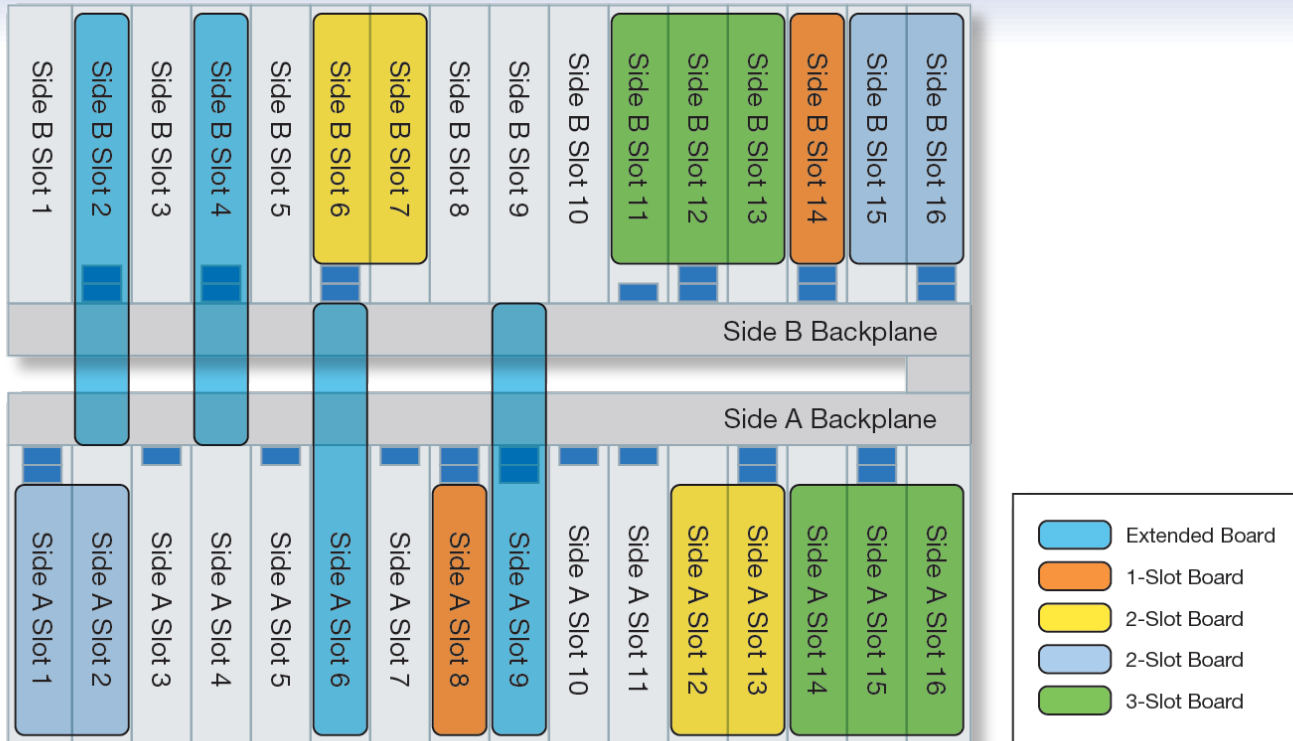 Side B Slot 1
Side B Slot 2
Side B Slot 3
Side B Slot 4
Side B Slot 5
Side B Slot 6
Side B Slot 7
Side B Slot 8
Side B Slot 9
Side B Slot 10
Side B Slot 11
Side B Slot 12
Side B Slot 13
Side B Slot 14
Side B Slot 15
Side B Slot 16
Side B Backplane
Side A Backplane
Side A Slot 1
Side A Slot 2
Side A Slot 3
Side A Slot 4
Side A Slot 5
Side A Slot 6
Side A Slot 7
Side A Slot 8
Side A Slot 9
Side A Slot 10
Side A Slot 11
Side A Slot 12
Side A Slot 13
Side A Slot 14
Side A Slot 15
Side A Slot 16
Extended Board
1-Slot Board
2-Slot Board
2-Slot Board
3-Slot Board